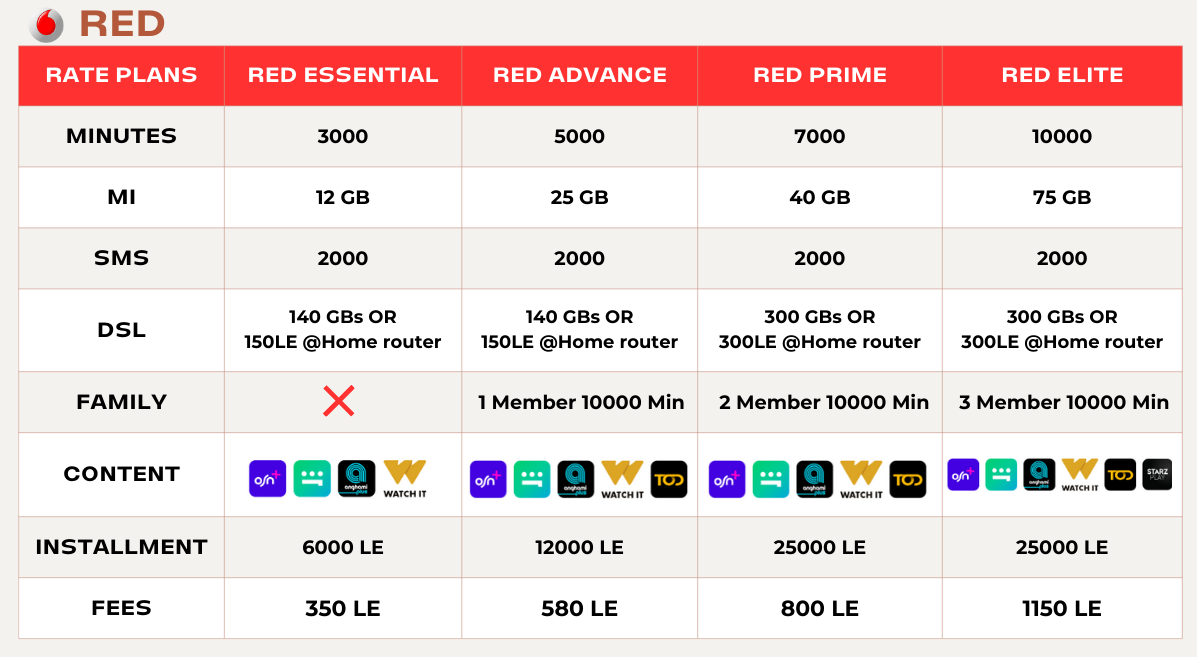 RED
RATE PLANS RED ESSENTIAL RED ADVANCE RED PRIME RED ELITE
MINUTES 3000 5000 7000 10000
MI 12 GB 25 GB 40 GB 75 GB
SMS 2000 2000 2000 2000
DSL 140 GBs OR 140 GBs OR 300 GBs OR 300 GBs OR
150LE @Home router 150LE @Home router 300LE @Home router 300LE @Home router
FAMILY 1 Member 10000 Min 2 Member 10000 Min 3 Member 10000 Min
CONTENT osn+ anghami plus WATCH IT osn+ anghami plus WATCH IT TOD osn+ anghami plus WATCH IT TOD osn+ anghami plus WATCH IT TOD STARZ PLAY
INSTALLMENT 6000 LE 12000 LE 25000 LE 25000 LE
FEES 350 LE 580 LE 800 LE 1150 LE